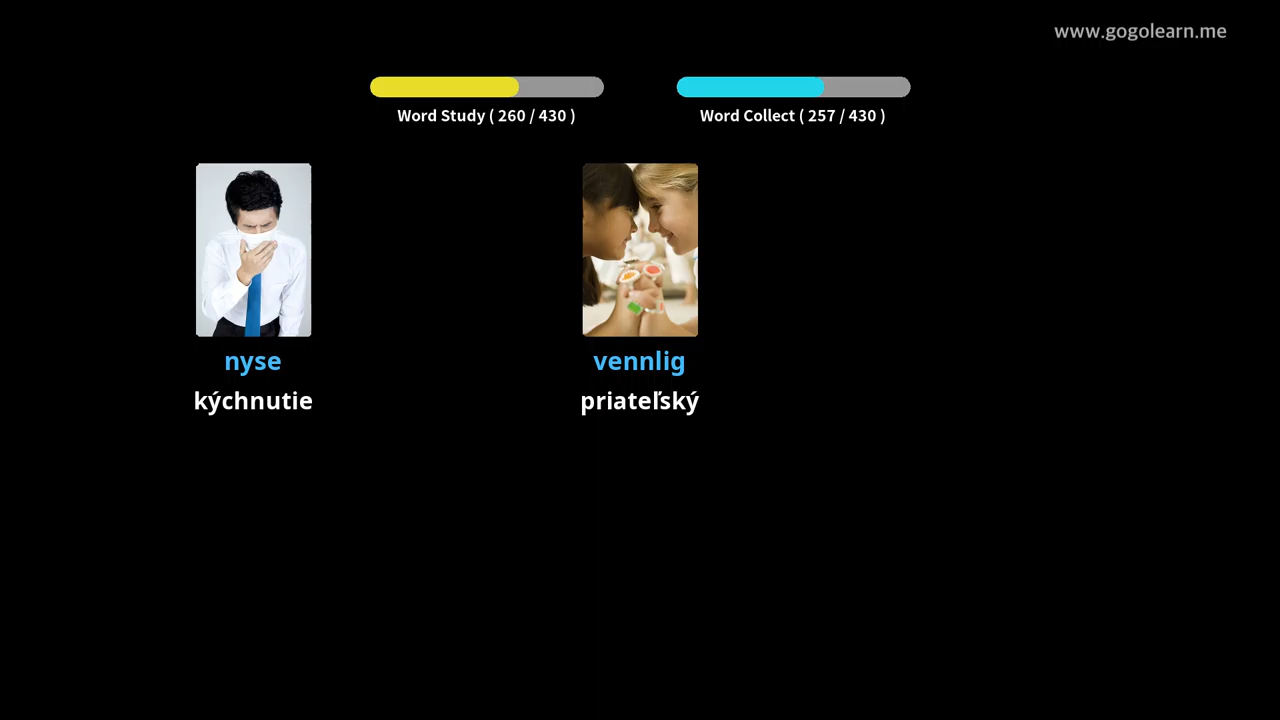 www.gogolearn.me
Word Study ( 260 / 430 )
Word Collect ( 257 / 430 )
nyse
vennlig
kýchnutie
priateľský